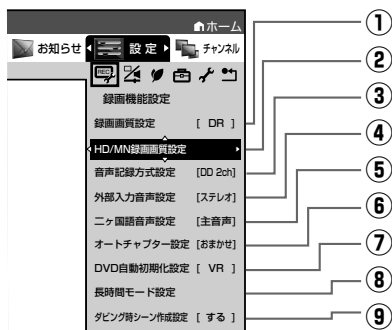 ホーム
お知らせ 設定 チャンネル
REC
録画機能設定
録画画質設定 [ DR ] ①
HD/MN録画画質設定 ②
音声記録方式設定 [DD 2ch] ③
外部入力音声設定 [ステレオ] ④
二ヶ国語音声設定 [主音声] ⑤
オートチャプター設定 [おまかせ] ⑥
DVD自動初期化設定 [ VR ] ⑦
長時間モード設定 ⑧
ダビング時シーン作成設定 [ する ] ⑨